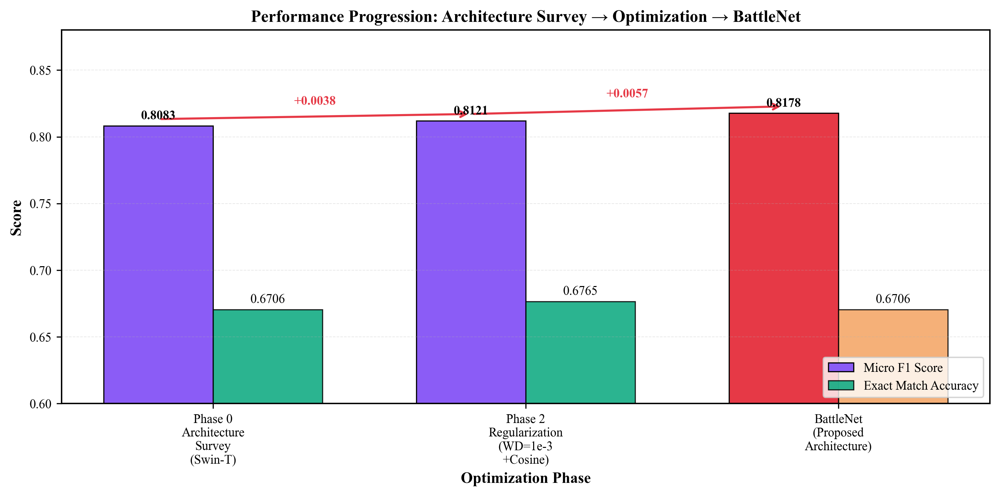 Performance Progression: Architecture Survey → Optimization → BattleNet
Score
0.85
0.80
0.75
0.70
0.65
0.60
+0.0038
+0.0057
0.8083
0.8121
0.8178
0.6706
0.6765
0.6706
Micro F1 Score
Exact Match Accuracy
Phase 0
Architecture
Survey
(Swin-T)
Phase 2
Regularization
(WD=1e-3
+Cosine)
BattleNet
(Proposed
Architecture)
Optimization Phase